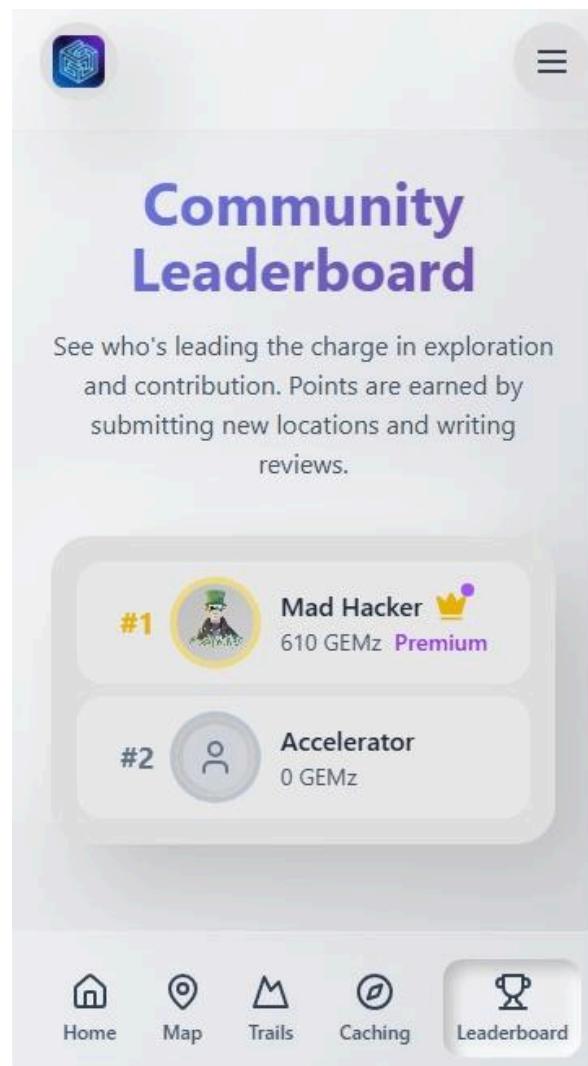 Community
Leaderboard
See who's leading the charge in exploration
and contribution. Points are earned by
submitting new locations and writing
reviews.
#1
Mad Hacker
610 GEMz Premium
#2
Accelerator
0 GEMz
Home Map Trails Caching Leaderboard